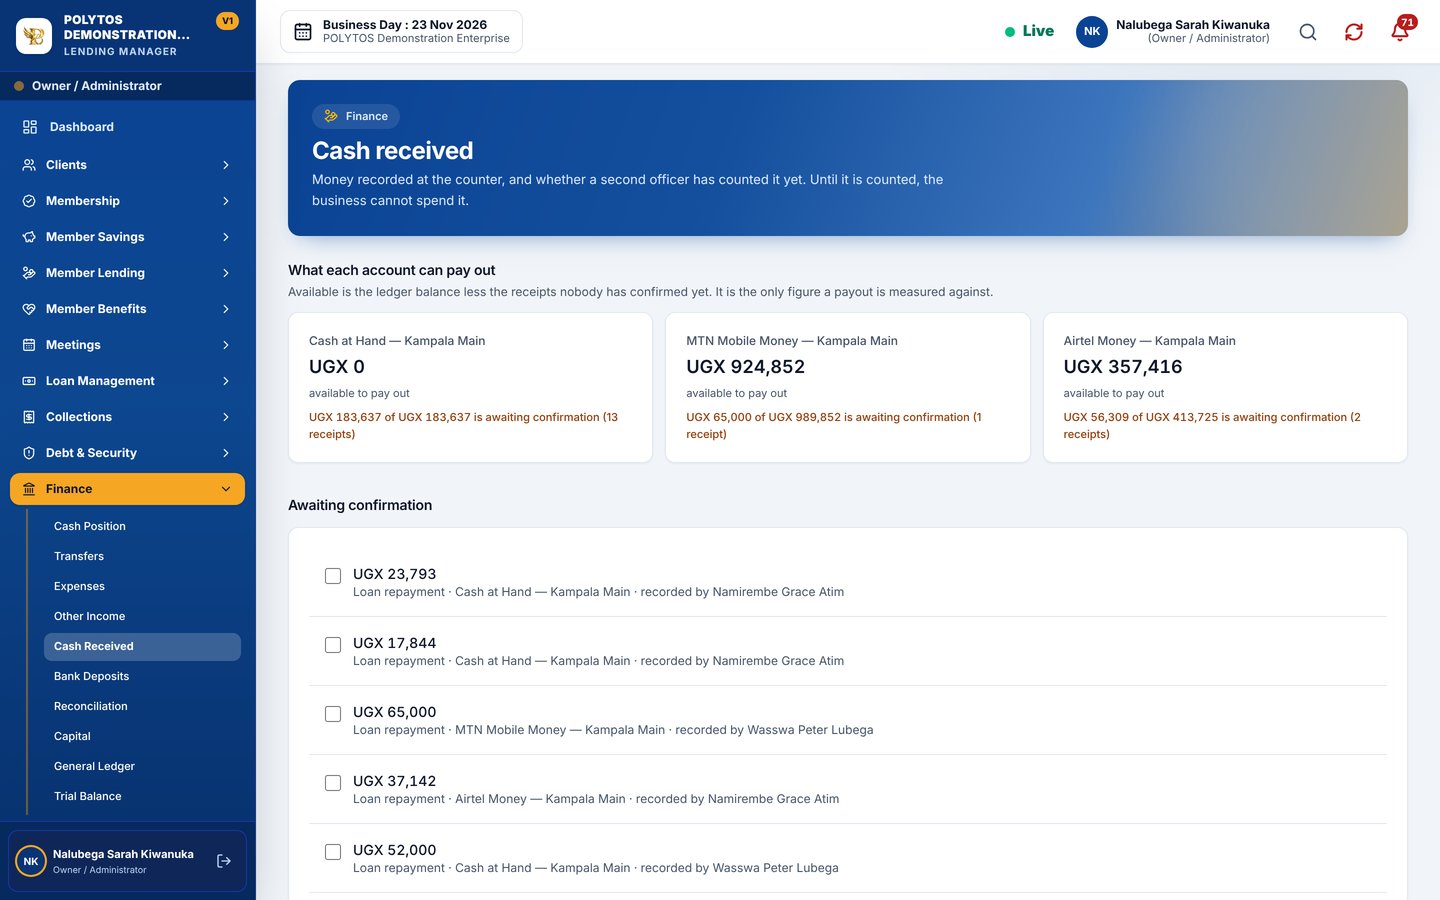 POLYTOS
DEMONSTRATION...
LENDING MANAGER
V1
Owner / Administrator
Dashboard
Clients
Membership
Member Savings
Member Lending
Member Benefits
Meetings
Loan Management
Collections
Debt & Security
Finance
Cash Position
Transfers
Expenses
Other Income
Cash Received
Bank Deposits
Reconciliation
Capital
General Ledger
Trial Balance
NK
Nalubega Sarah Kiwanuka
Owner / Administrator
Business Day : 23 Nov 2026
POLYTOS Demonstration Enterprise
Live
NK
Nalubega Sarah Kiwanuka
(Owner / Administrator)
71
Finance
Cash received
Money recorded at the counter, and whether a second officer has counted it yet. Until it is counted, the
business cannot spend it.
What each account can pay out
Available is the ledger balance less the receipts nobody has confirmed yet. It is the only figure a payout is measured against.
Cash at Hand — Kampala Main
UGX 0
available to pay out
UGX 183,637 of UGX 183,637 is awaiting confirmation (13
receipts)
MTN Mobile Money — Kampala Main
UGX 924,852
available to pay out
UGX 65,000 of UGX 989,852 is awaiting confirmation (1
receipt)
Airtel Money — Kampala Main
UGX 357,416
available to pay out
UGX 56,309 of UGX 413,725 is awaiting confirmation (2
receipts)
Awaiting confirmation
UGX 23,793
Loan repayment · Cash at Hand — Kampala Main · recorded by Namirembe Grace Atim
UGX 17,844
Loan repayment · Cash at Hand — Kampala Main · recorded by Namirembe Grace Atim
UGX 65,000
Loan repayment · MTN Mobile Money — Kampala Main · recorded by Wasswa Peter Lubega
UGX 37,142
Loan repayment · Airtel Money — Kampala Main · recorded by Namirembe Grace Atim
UGX 52,000
Loan repayment · Cash at Hand — Kampala Main · recorded by Wasswa Peter Lubega